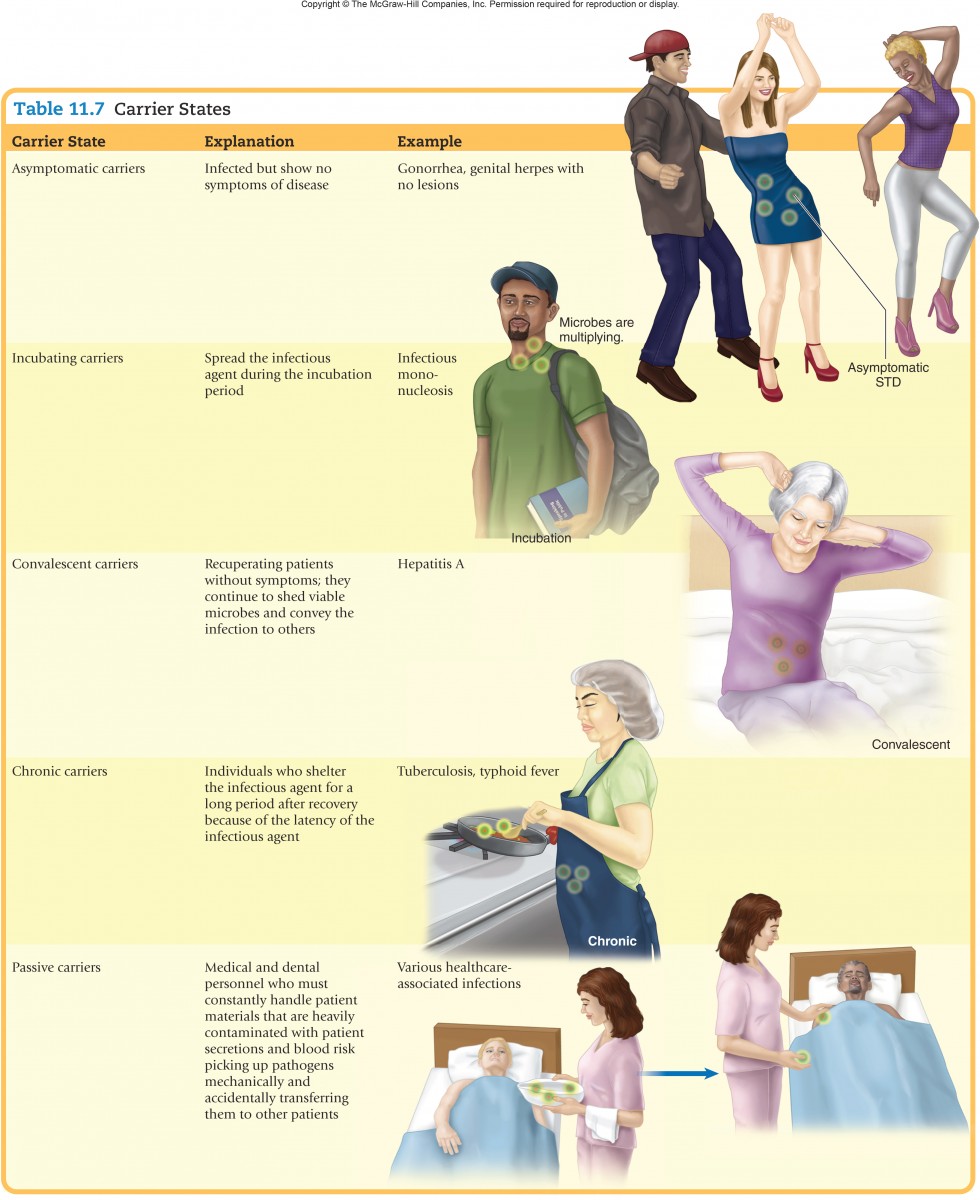 Copyright © The McGraw-Hill Companies, Inc. Permission required for reproduction or display.
Table 11.7 Carrier States
Carrier State Explanation Example
Asymptomatic carriers
Infected but show no
symptoms of disease
Gonorrhea, genital herpes with
no lesions
Asymptomatic
STD
Incubating carriers
Spread the infectious
agent during the incubation
period
Infectious
mono-
nucleosis
Microbes are
multiplying.
Incubation
Convalescent carriers
Recuperating patients
without symptoms; they
continue to shed viable
microbes and convey the
infection to others
Hepatitis A
Convalescent
Chronic carriers
Individuals who shelter
the infectious agent for a
long period after recovery
because of the latency of the
infectious agent
Tuberculosis, typhoid fever
Chronic
Passive carriers
Medical and dental
personnel who must
constantly handle patient
materials that are heavily
contaminated with patient
secretions and blood risk
picking up pathogens
mechanically and
accidentally transferring
them to other patients
Various healthcare-
associated infections